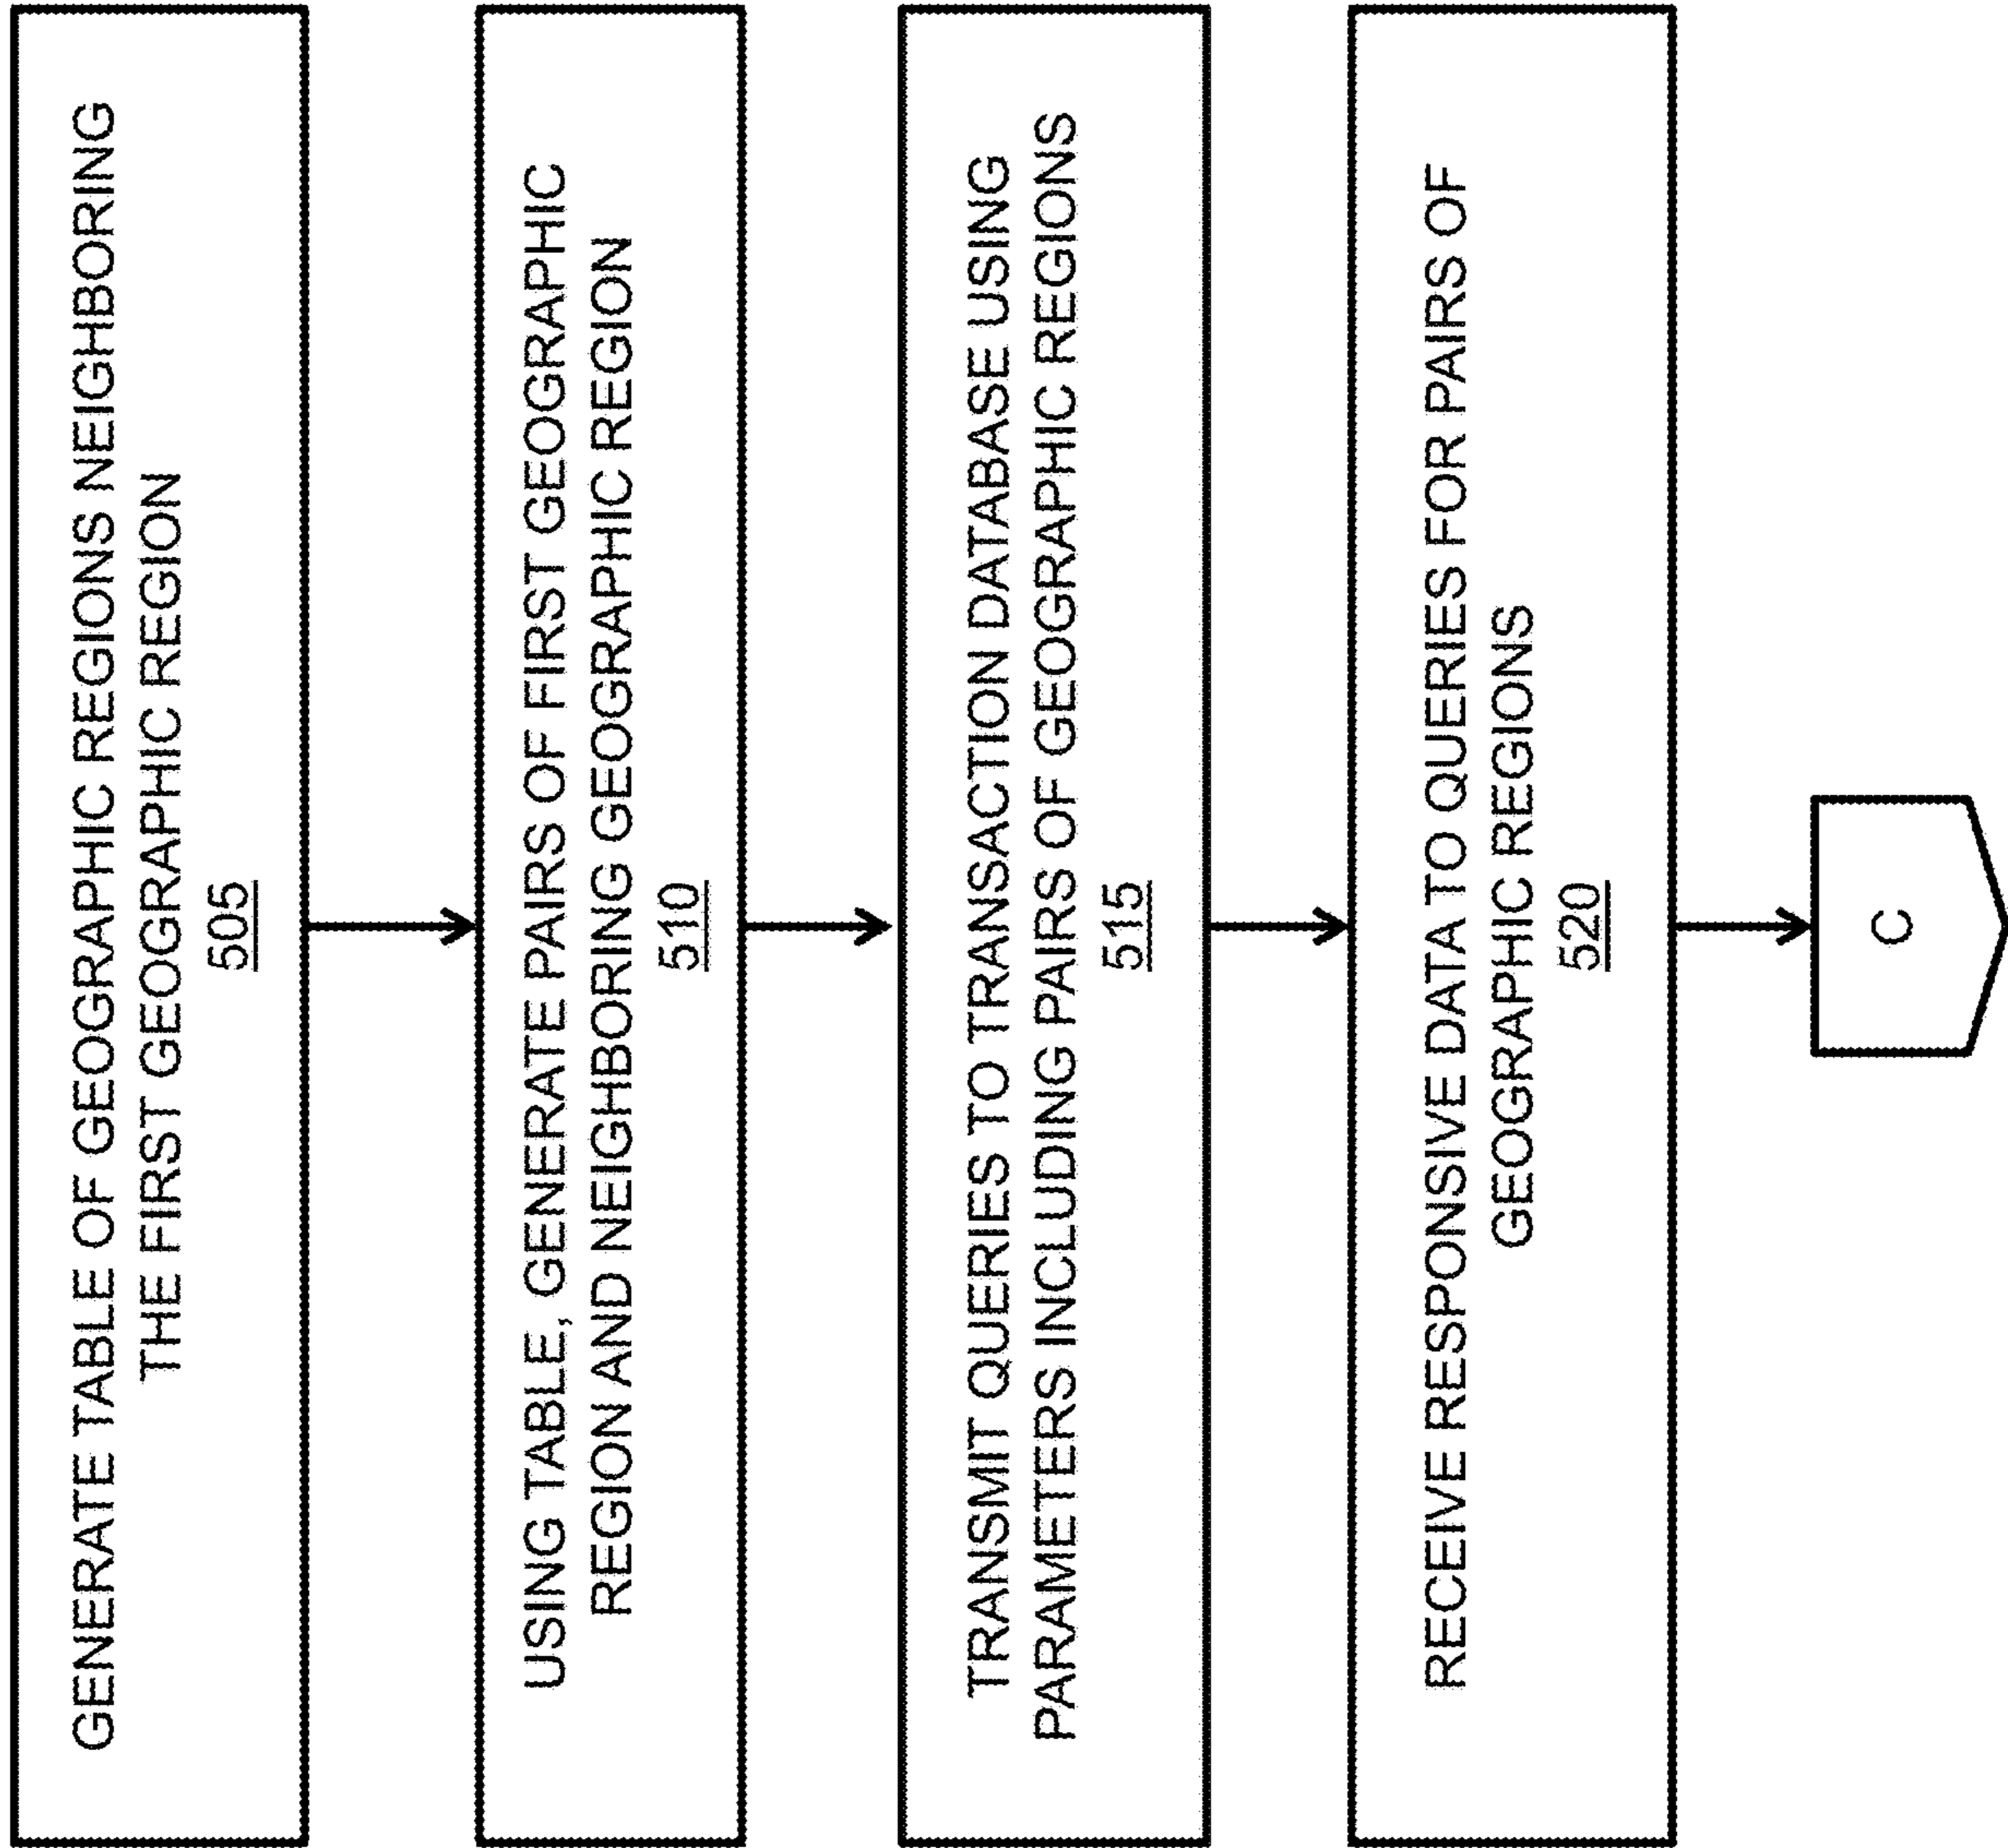 GENERATE TABLE OF GEOGRAPHIC REGIONS NEIGHBORING
THE FIRST GEOGRAPHIC REGION
505
USING TABLE, GENERATE PAIRS OF FIRST GEOGRAPHIC
REGION AND NEIGHBORING GEOGRAPHIC REGION
510
TRANSMIT QUERIES TO TRANSACTION DATABASE USING
PARAMETERS INCLUDING PAIRS OF GEOGRAPHIC REGIONS
515
RECEIVE RESPONSIVE DATA TO QUERIES FOR PAIRS OF
GEOGRAPHIC REGIONS
520
C